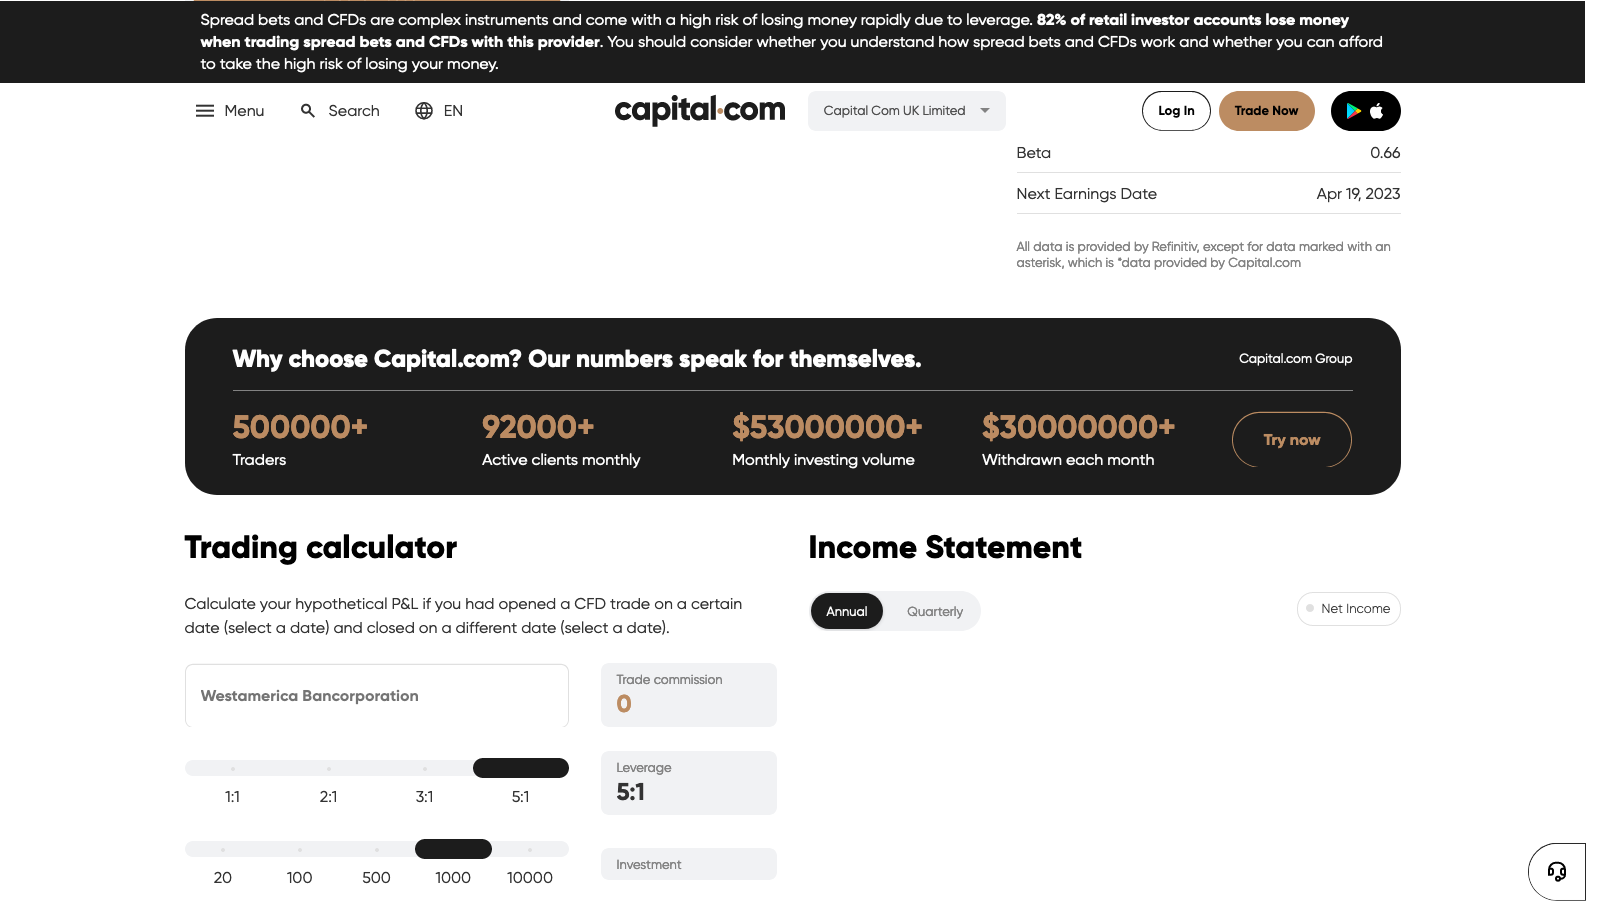 Spread bets and CFDs are complex instruments and come with a high risk of losing money rapidly due to leverage. 82% of retail investor accounts lose money
when trading spread bets and CFDs with this provider. You should consider whether you understand how spread bets and CFDs work and whether you can afford
to take the high risk of losing your money.
Menu Search EN capital.com Capital Com UK Limited Log In Trade Now
Beta 0.66
Next Earnings Date Apr 19, 2023
All data is provided by Refinitiv, except for data marked with an
asterisk, which is *data provided by Capital.com
Why choose Capital.com? Our numbers speak for themselves. Capital.com Group
500000+ 92000+ $53000000+ $30000000+
Traders Active clients monthly Monthly investing volume Withdrawn each month
Try now
Trading calculator
Calculate your hypothetical P&L if you had opened a CFD trade on a certain
date (select a date) and closed on a different date (select a date).
Westamerica Bancorporation
Trade commission
0
1:1 2:1 3:1 5:1
Leverage
5:1
20 100 500 1000 10000
Investment
Income Statement
Annual Quarterly Net Income